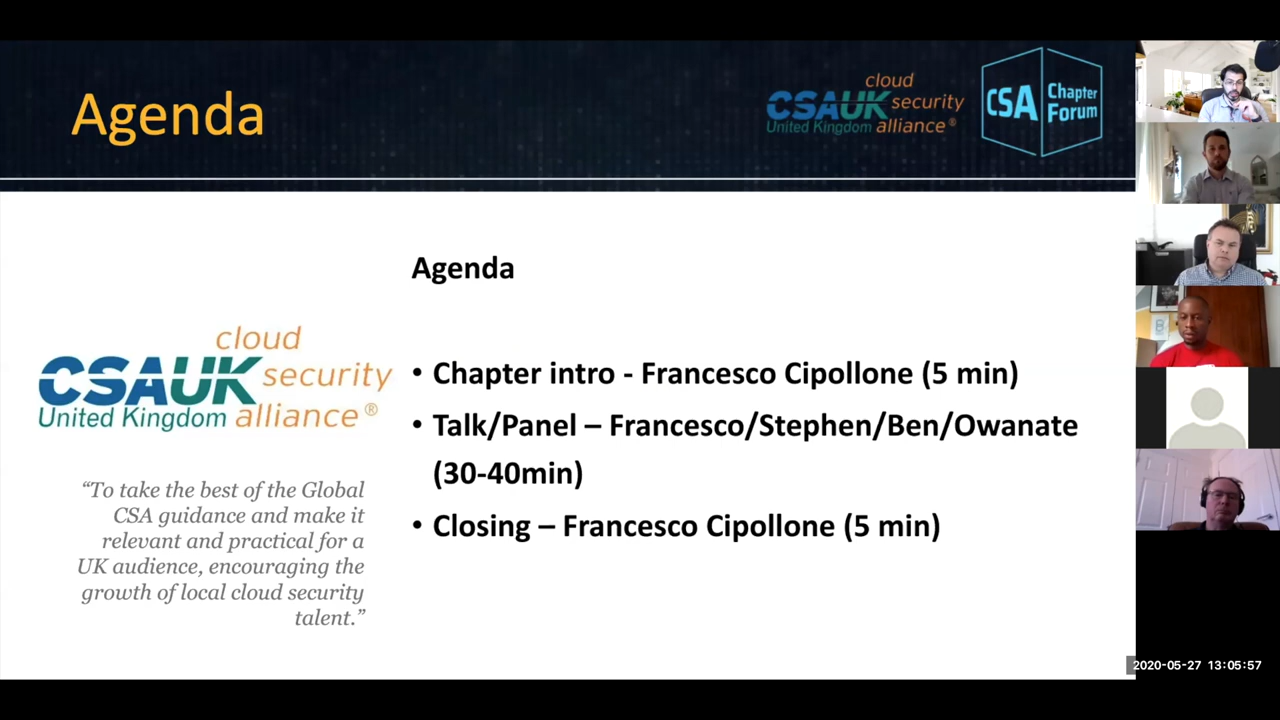 Agenda
cloud
CSAUK security
United Kingdom alliance®
CSA Chapter
Forum
Agenda
cloud
CSAUK security
United Kingdom alliance ®
• Chapter intro - Francesco Cipollone (5 min)
• Talk/Panel – Francesco/Stephen/Ben/Owanate
(30-40min)
• Closing – Francesco Cipollone (5 min)
“To take the best of the Global
CSA guidance and make it
relevant and practical for a
UK audience, encouraging the
growth of local cloud security
talent.”
2020-05-27 13:05:57